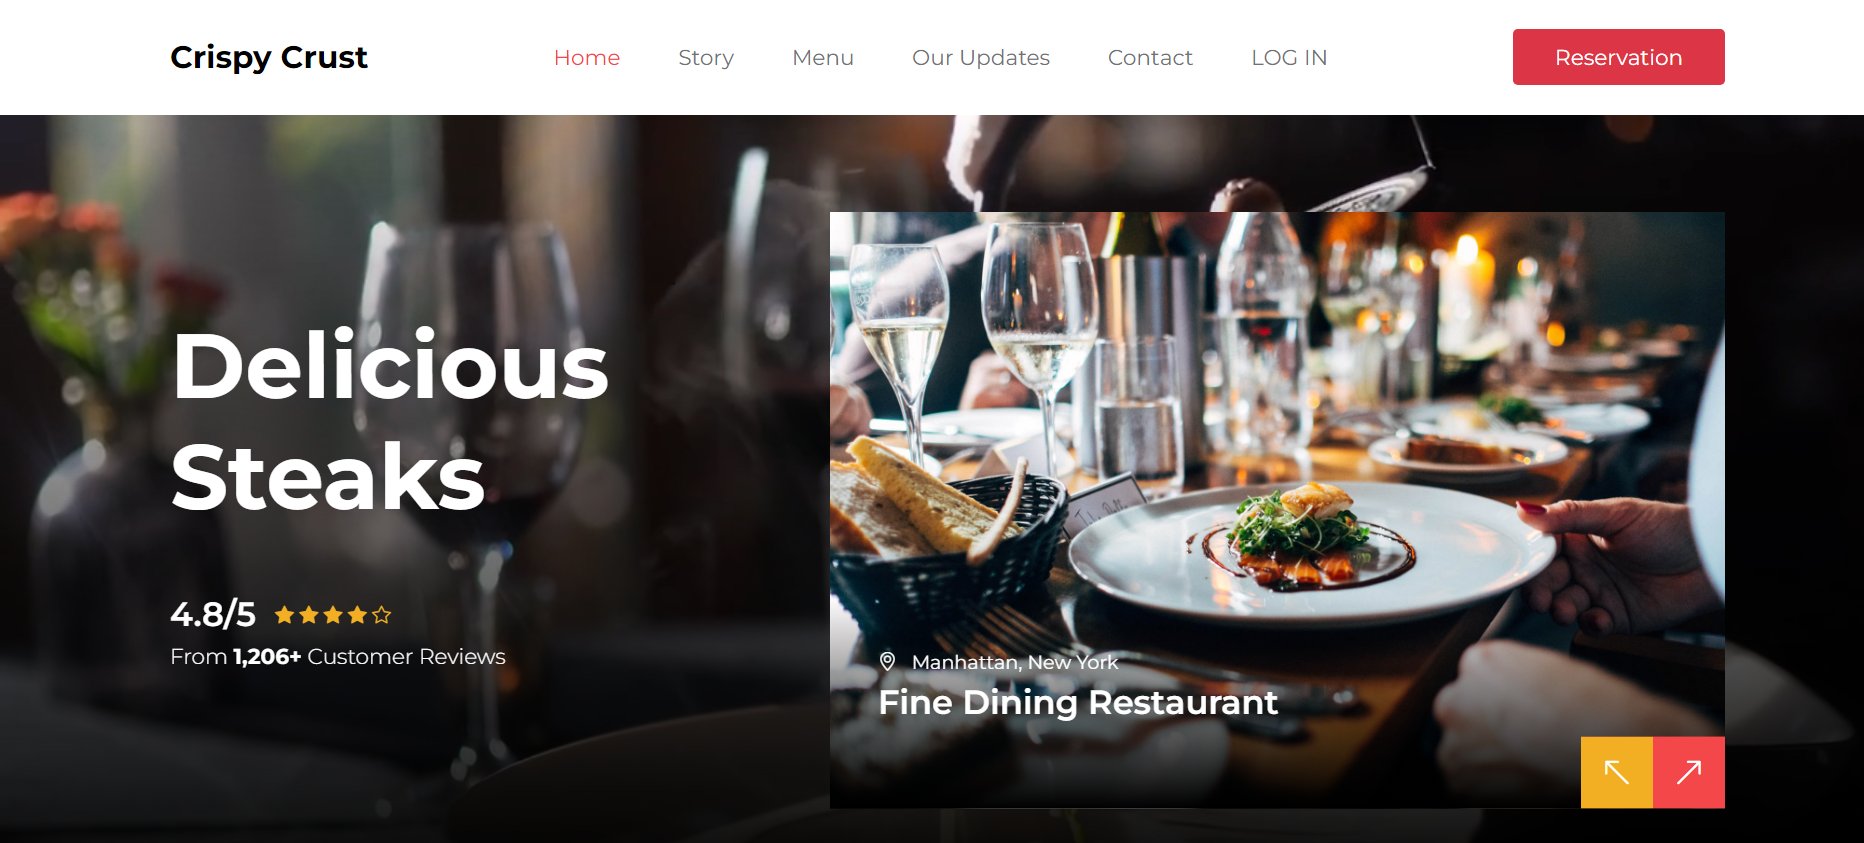 Crispy Crust
Home
Story
Menu
Our Updates
Contact
LOG IN
Reservation
Delicious
Steaks
4.8/5
From 1,206+ Customer Reviews
Manhattan, New York
Fine Dining Restaurant